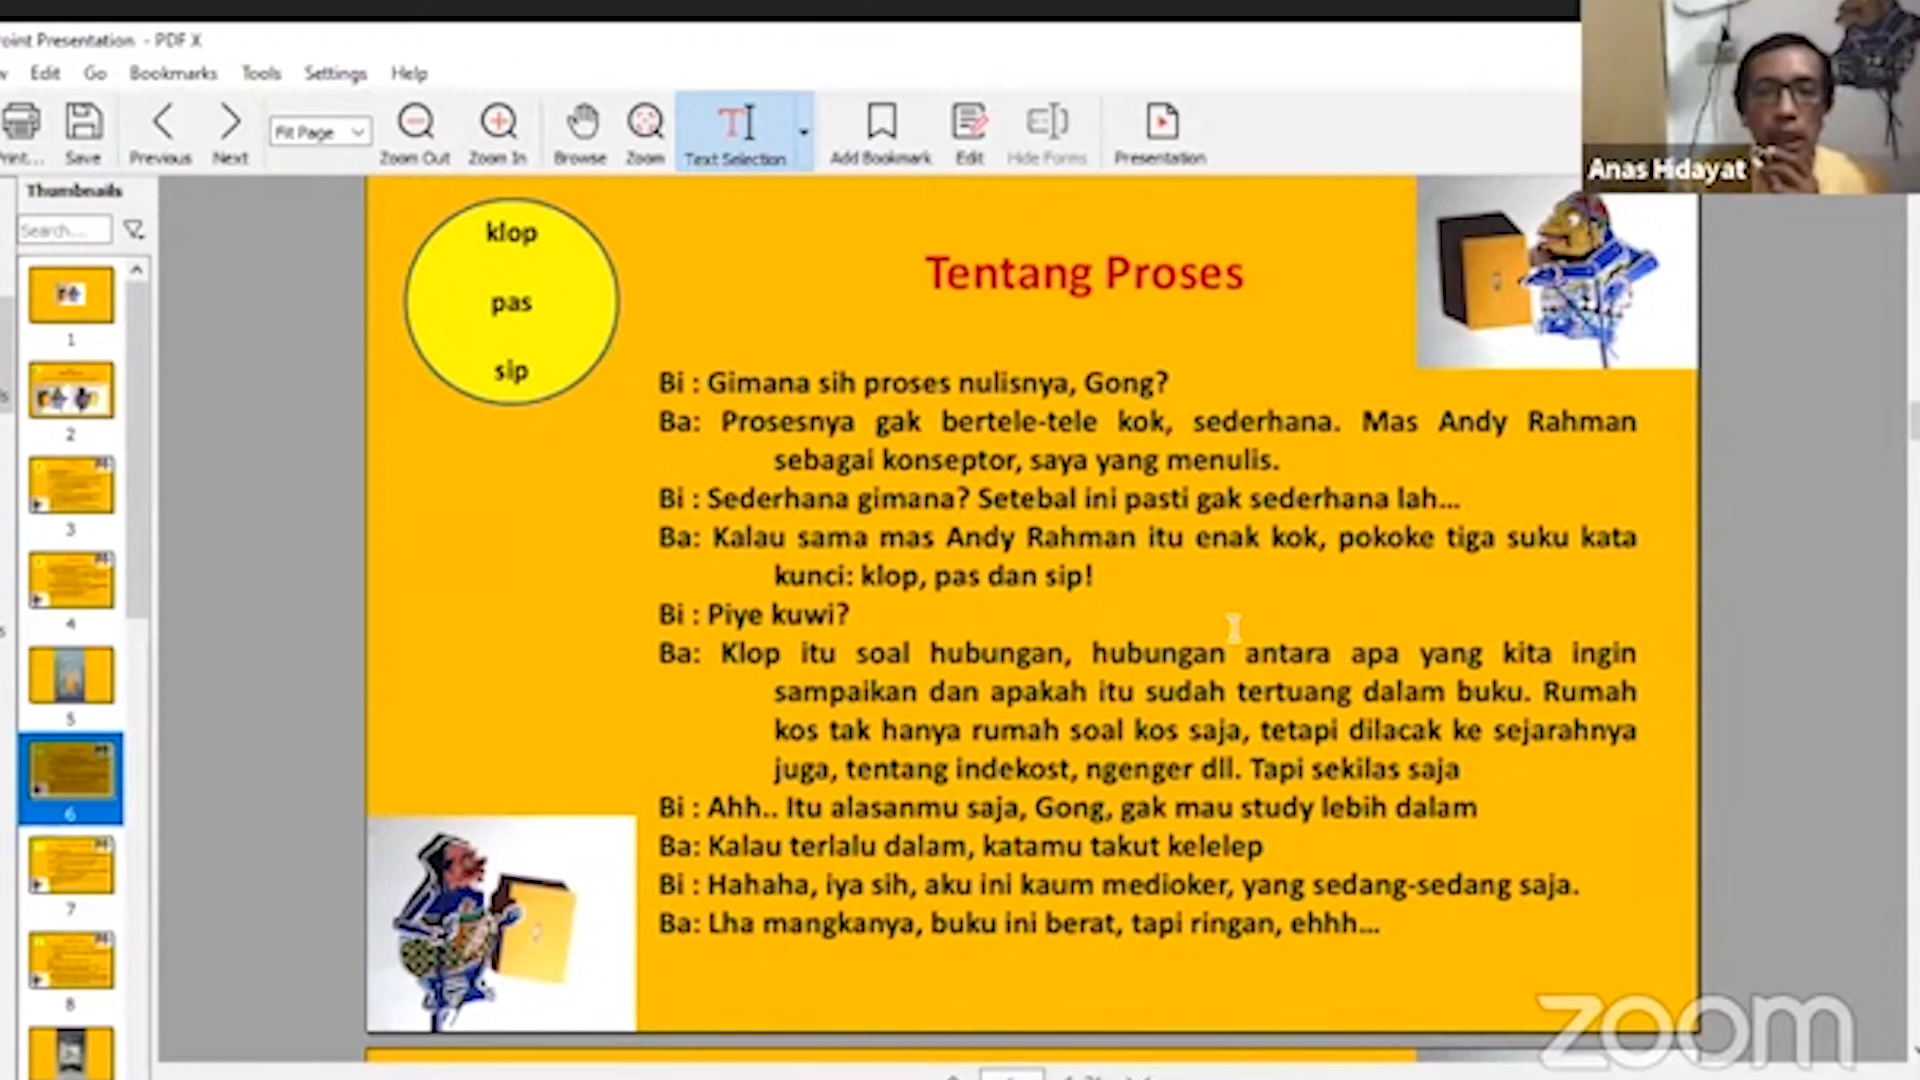 Presentation - PDF X
Edit Go Bookmarks Tools Settings Help
Save Previous Next Fit Page Zoom Out Zoom In Browse Zoom Text Selection Add Bookmark Edit Hide Forms Presentation
Anas Hidayat
Thumbnails
Search...
1
2
3
4
5
6
7
8
klop
pas
sip
Tentang Proses
Bi : Gimana sih proses nulisnya, Gong?
Ba: Prosesnya gak bertele-tele kok, sederhana. Mas Andy Rahman
sebagai konseptor, saya yang menulis.
Bi : Sederhana gimana? Setebal ini pasti gak sederhana lah...
Ba: Kalau sama mas Andy Rahman itu enak kok, pokoke tiga suku kata
kunci: klop, pas dan sip!
Bi : Piye kuwi?
Ba: Klop itu soal hubungan, hubungan antara apa yang kita ingin
sampaikan dan apakah itu sudah tertuang dalam buku. Rumah
kos tak hanya rumah soal kos saja, tetapi dilacak ke sejarahnya
juga, tentang indekost, ngenger dll. Tapi sekilas saja
Bi : Ahh.. Itu alasanmu saja, Gong, gak mau study lebih dalam
Ba: Kalau terlalu dalam, katamu takut kelelep
Bi : Hahaha, iya sih, aku ini kaum medioker, yang sedang-sedang saja.
Ba: Lha mangkanya, buku ini berat, tapi ringan, ehhh...
zoom